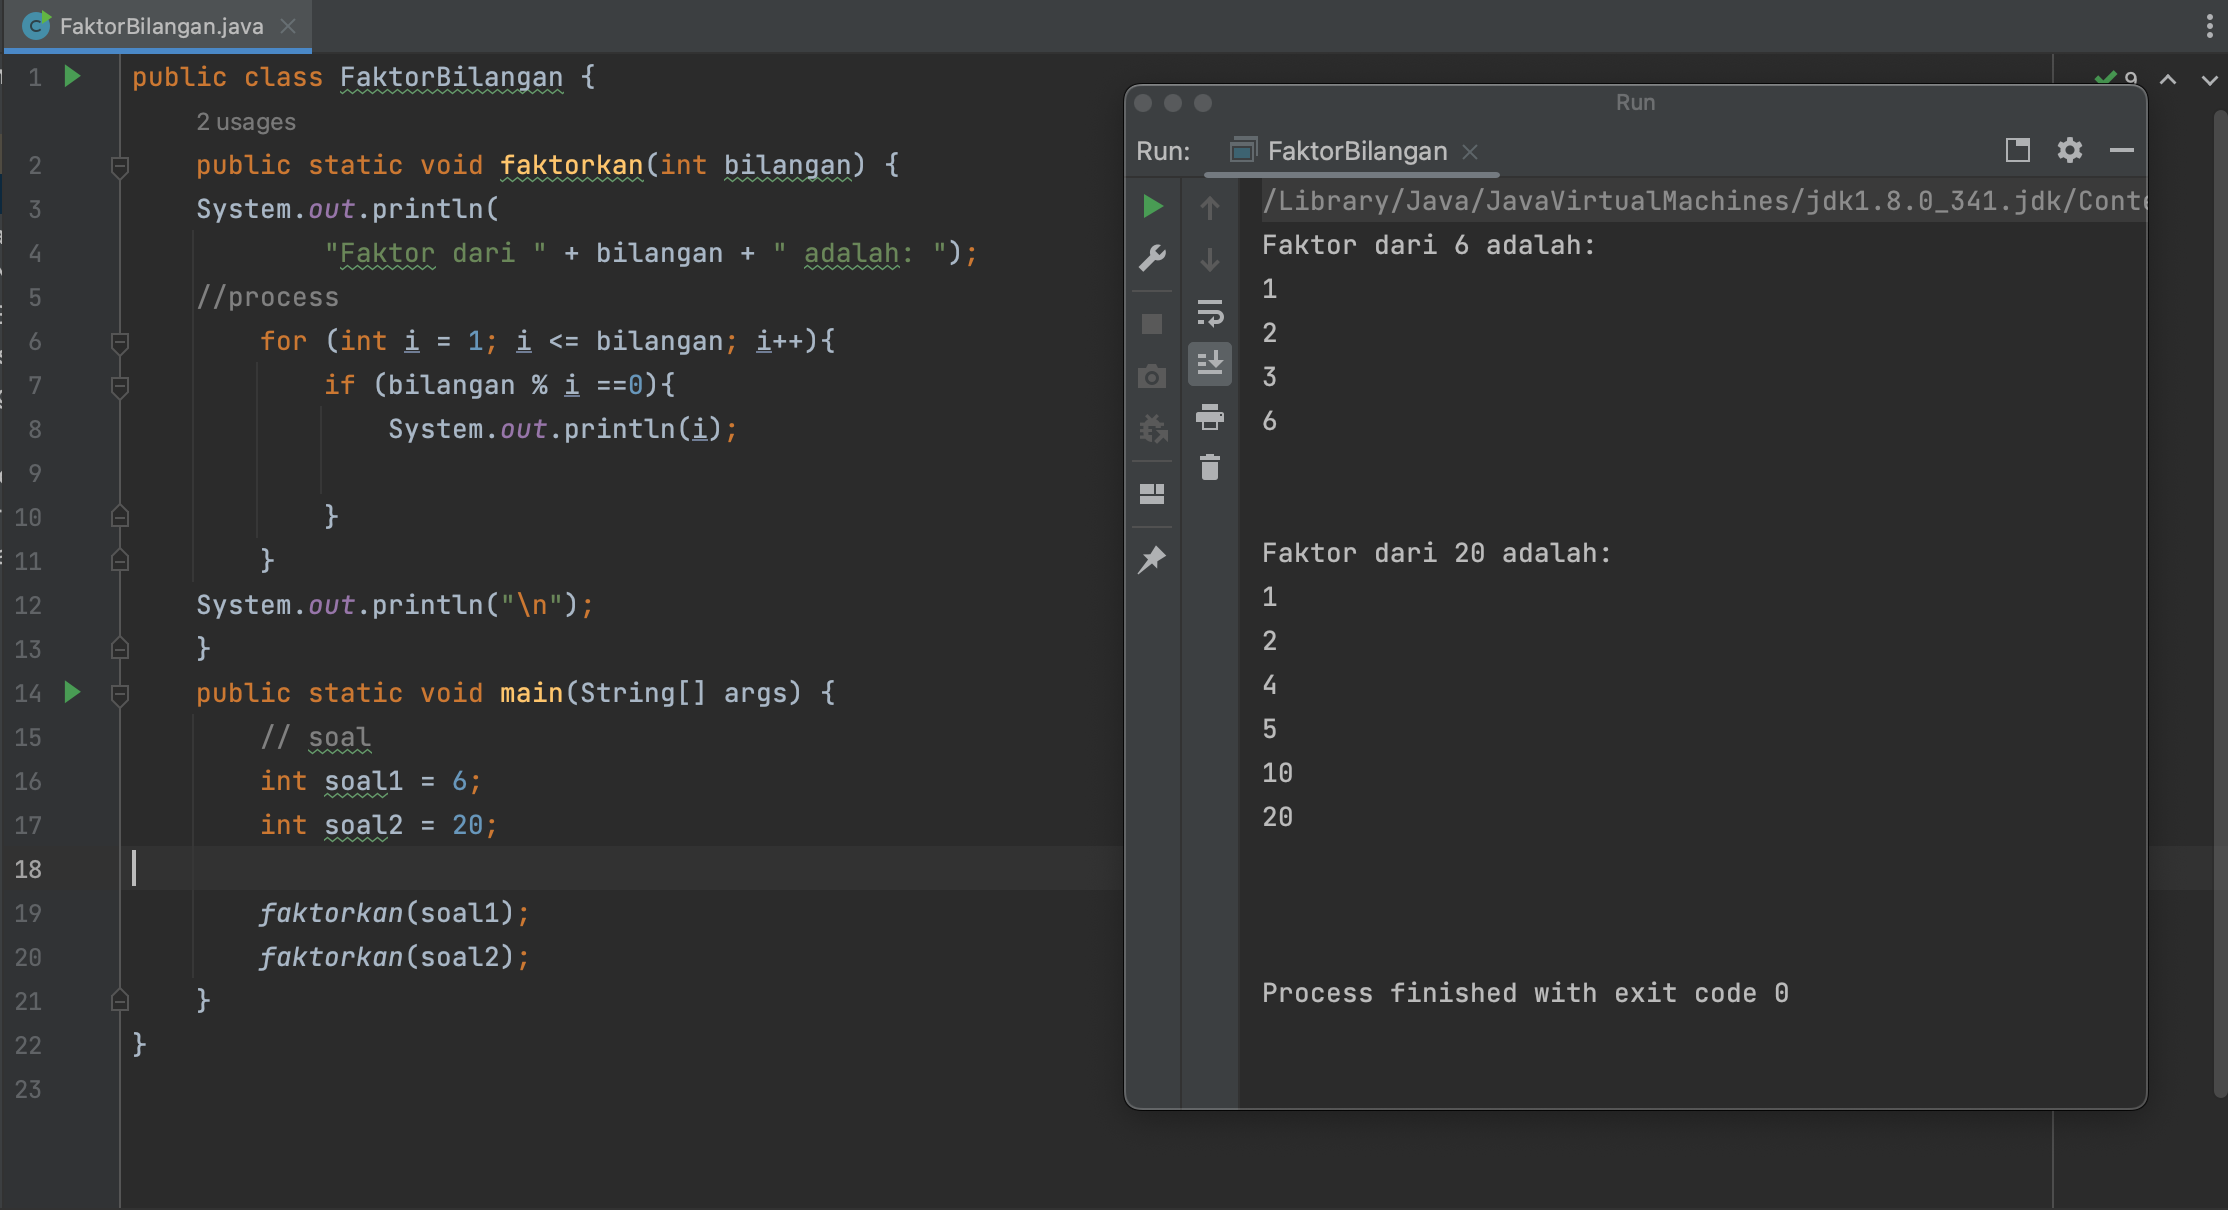 FaktorBilangan.java
1 public class FaktorBilangan {
2 usages
2 public static void faktorkan(int bilangan) {
3 System.out.println(
4 "Faktor dari " + bilangan + " adalah: ");
5 //process
6 for (int i = 1; i <= bilangan; i++){
7 if (bilangan % i ==0){
8 System.out.println(i);
9
10 }
11 }
12 System.out.println("\n");
13 }
14 public static void main(String[] args) {
15 // soal
16 int soal1 = 6;
17 int soal2 = 20;
18
19 faktorkan(soal1);
20 faktorkan(soal2);
21 }
22 }
23
9
Run
Run: FaktorBilangan
/Library/Java/JavaVirtualMachines/jdk1.8.0_341.jdk/Conte
Faktor dari 6 adalah:
1
2
3
6
Faktor dari 20 adalah:
1
2
4
5
10
20
Process finished with exit code 0